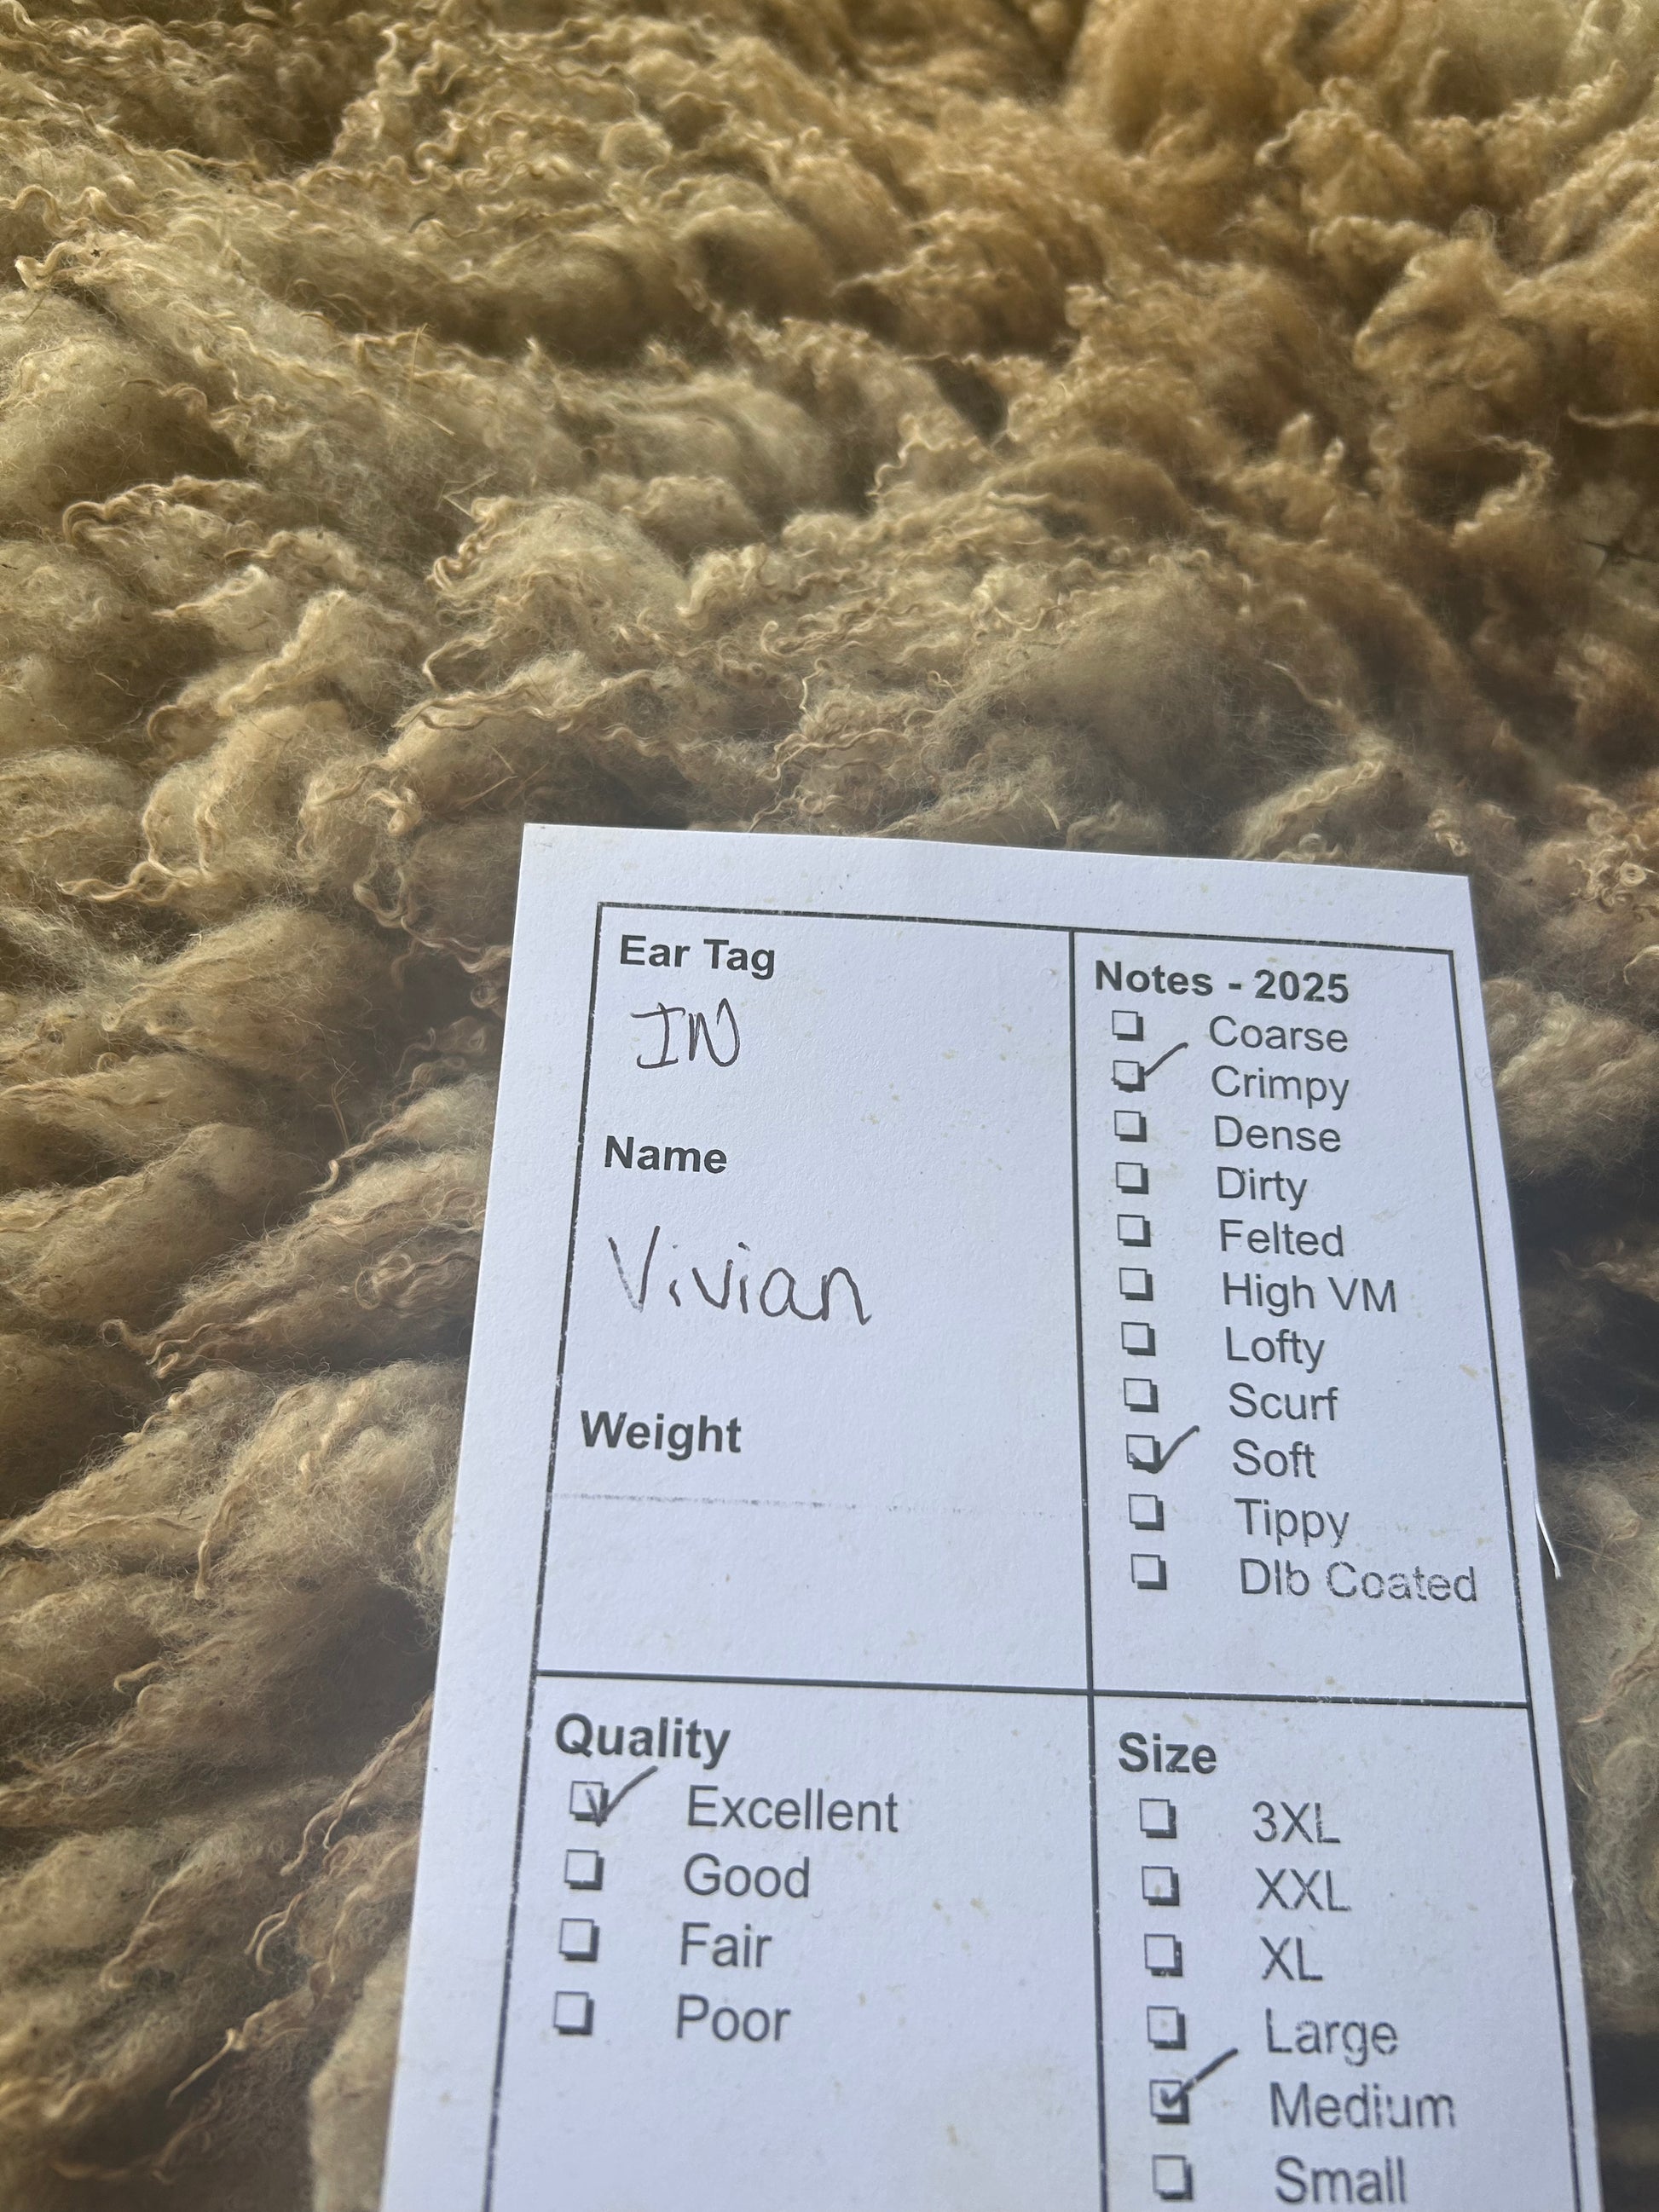 Ear Tag
IN
Name
Vivian
Weight
Notes - 2025
Coarse
Crimpy
Dense
Dirty
Felted
High VM
Lofty
Scurf
Soft
Tippy
Dlb Coated
Quality
Excellent
Good
Fair
Poor
Size
3XL
XXL
XL
Large
Medium
Small